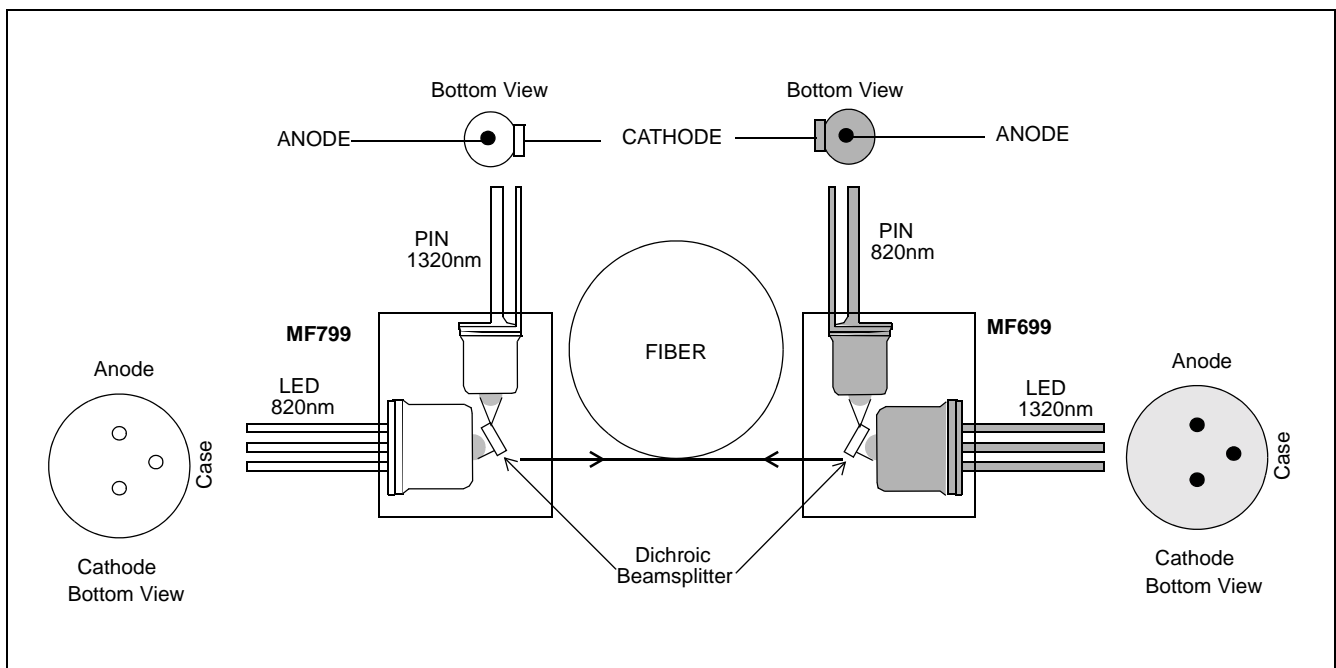 Bottom View
Bottom View
ANODE
CATHODE
ANODE
PIN
1320nm
PIN
820nm
MF799
FIBER
MF699
Anode
LED
820nm
Case
Cathode
Bottom View
LED
1320nm
Anode
Case
Cathode
Bottom View
Dichroic
Beamsplitter